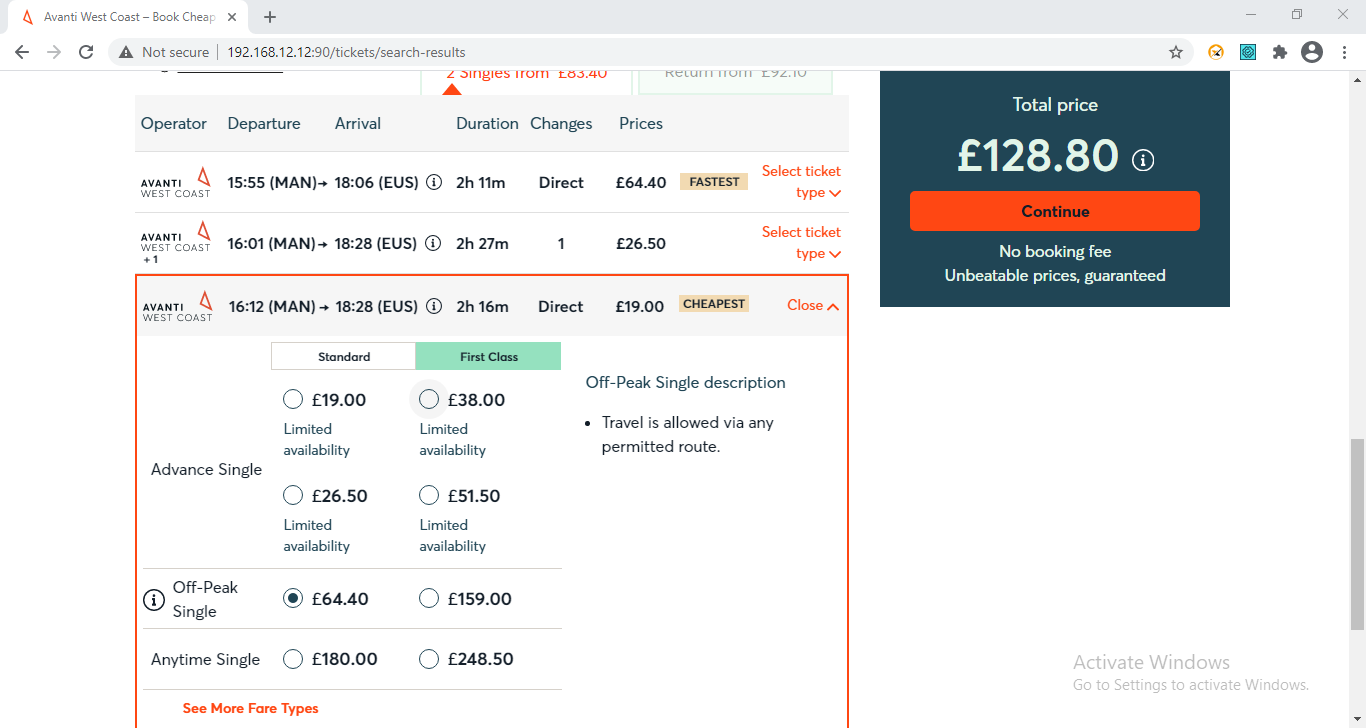 Avanti West Coast – Book Cheap
Not secure 192.168.12.12:90/tickets/search-results
2 Singles from £83.40
Return from £92.10
Operator Departure Arrival Duration Changes Prices
AVANTI WEST COAST 15:55 (MAN)→ 18:06 (EUS) 2h 11m Direct £64.40 FASTEST Select ticket type
AVANTI WEST COAST +1 16:01 (MAN)→ 18:28 (EUS) 2h 27m 1 £26.50 Select ticket type
AVANTI WEST COAST 16:12 (MAN)→ 18:28 (EUS) 2h 16m Direct £19.00 CHEAPEST Close
Standard First Class
£19.00 £38.00
Limited availability Limited availability
Advance Single
£26.50 £51.50
Limited availability Limited availability
Off-Peak Single £64.40 £159.00
Anytime Single £180.00 £248.50
See More Fare Types
Off-Peak Single description
• Travel is allowed via any
permitted route.
Total price
£128.80
Continue
No booking fee
Unbeatable prices, guaranteed
Activate Windows
Go to Settings to activate Windows.